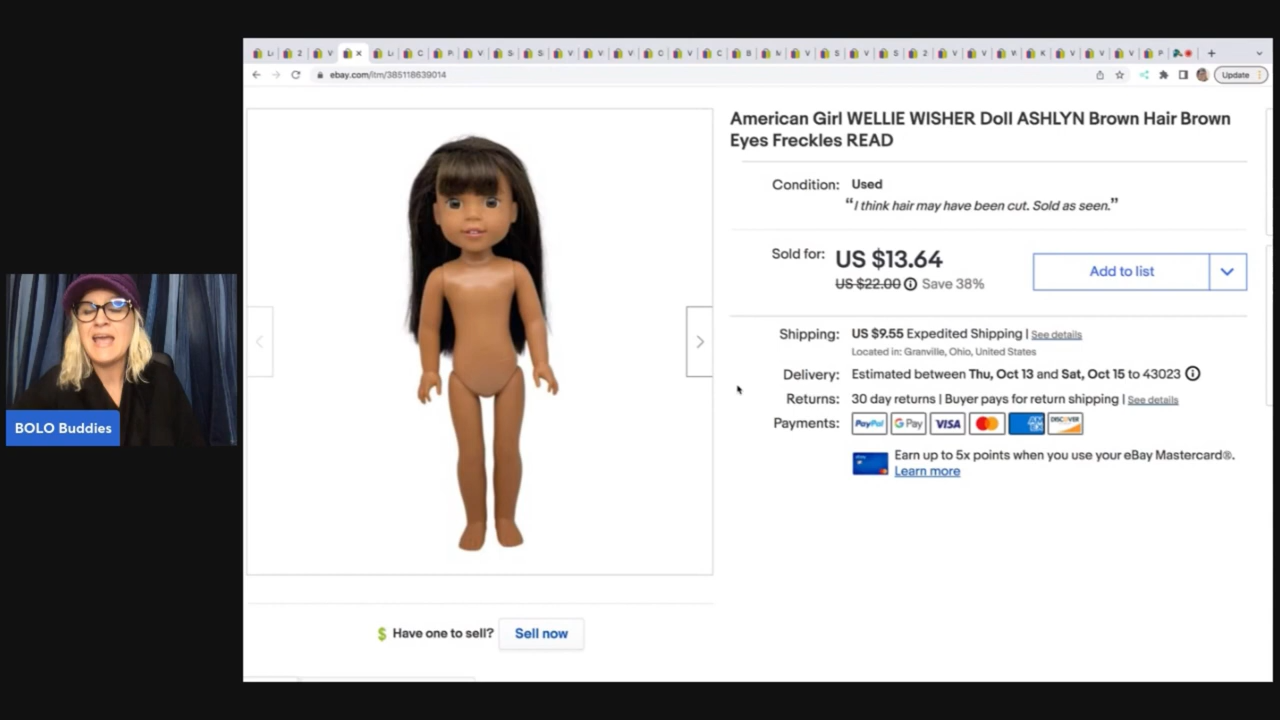 Update
ebay.com/itm/385118639014
American Girl WELLIE WISHER Doll ASHLYN Brown Hair Brown
Eyes Freckles READ
Condition: Used
“I think hair may have been cut. Sold as seen.”
Sold for: US $13.64
US $22.00 Save 38%
Add to list
Shipping: US $9.55 Expedited Shipping | See details
Located in: Granville, Ohio, United States
Delivery: Estimated between Thu, Oct 13 and Sat, Oct 15 to 43023
Returns: 30 day returns | Buyer pays for return shipping | See details
Payments: PayPal G Pay VISA DISCOVER
Earn up to 5x points when you use your eBay Mastercard®.
Learn more
BOLO Buddies
$ Have one to sell? Sell now